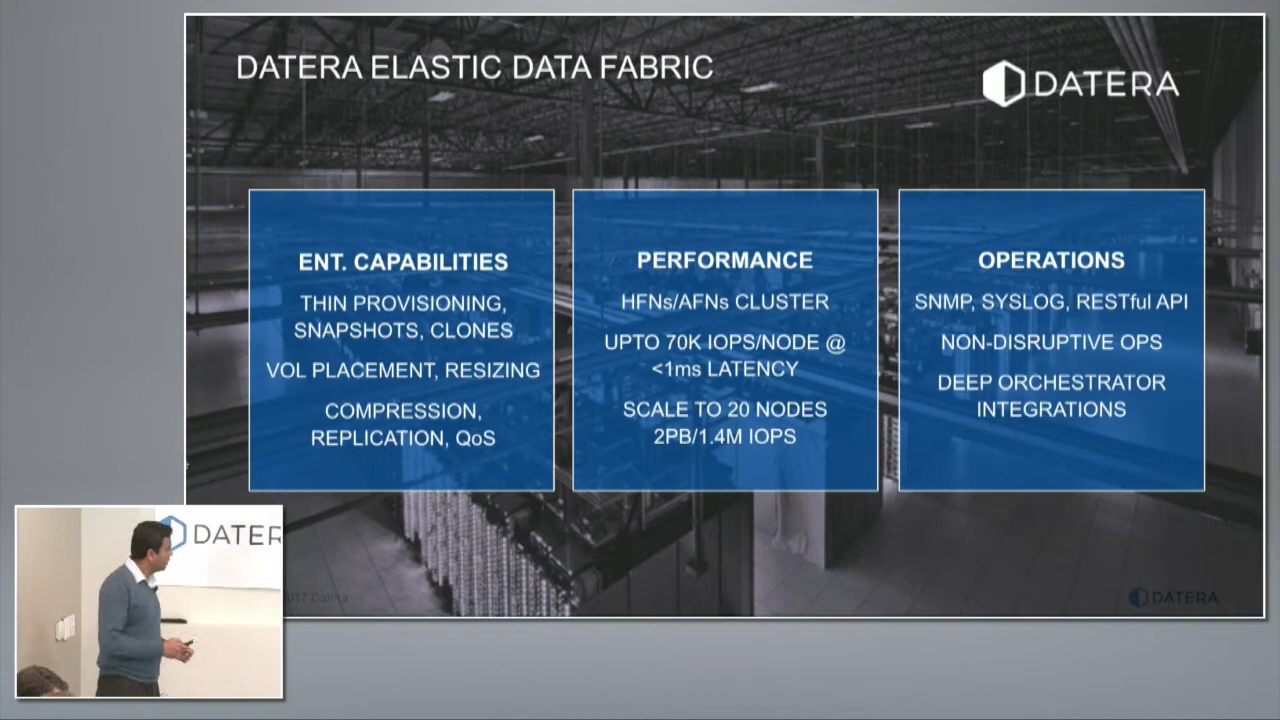 DATERA ELASTIC DATA FABRIC
DATERA
ENT. CAPABILITIES
THIN PROVISIONING,
SNAPSHOTS, CLONES
VOL PLACEMENT, RESIZING
COMPRESSION,
REPLICATION, QoS
PERFORMANCE
HFNs/AFNs CLUSTER
UPTO 70K IOPS/NODE @
<1ms LATENCY
SCALE TO 20 NODES
2PB/1.4M IOPS
OPERATIONS
SNMP, SYSLOG, RESTful API
NON-DISRUPTIVE OPS
DEEP ORCHESTRATOR
INTEGRATIONS
DATER
2017 Datera
DATERA